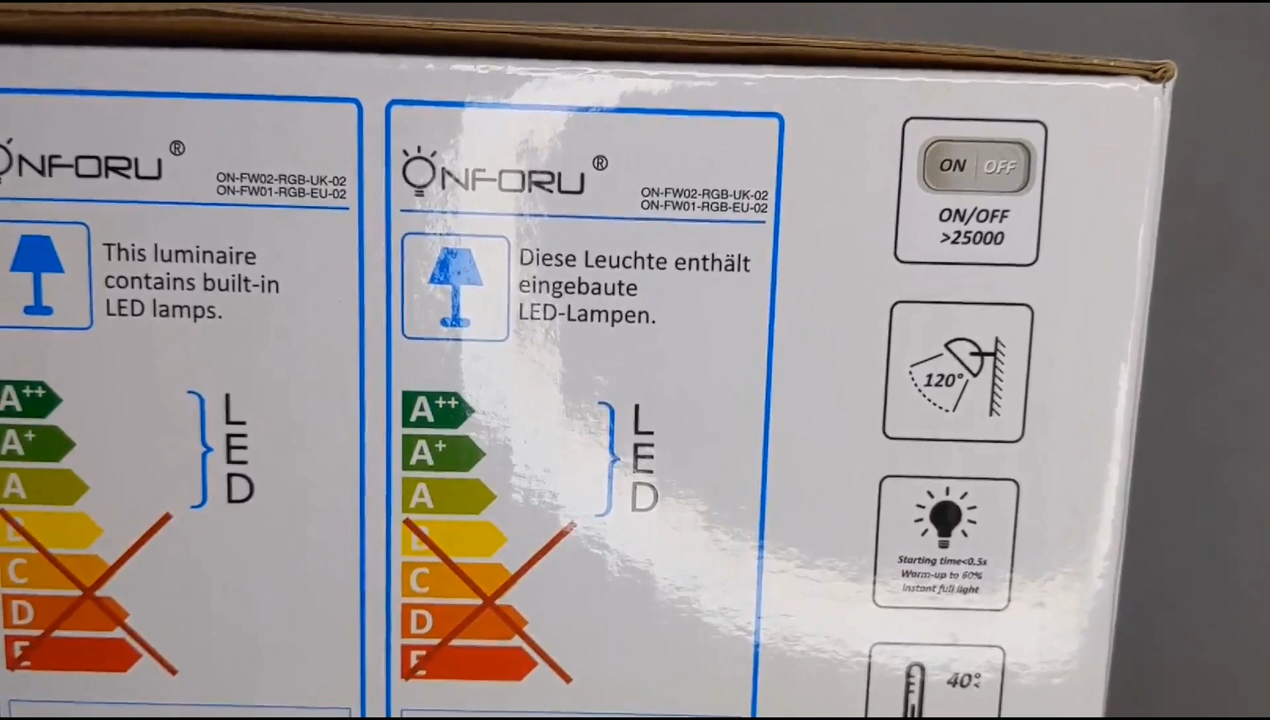 ONFORU®
ON-FW02-RGB-UK-02
ON-FW01-RGB-EU-02
This luminaire
contains built-in
LED lamps.
A++
A+
A
B
C
D
E
LED
ONFORU®
ON-FW02-RGB-UK-02
ON-FW01-RGB-EU-02
Diese Leuchte enthält
eingebaute
LED-Lampen.
A++
A+
A
B
C
D
E
LED
ON OFF
ON/OFF
>25000
120°
Starting time<0.5s
Warm-up to 60%
Instant full light
40°